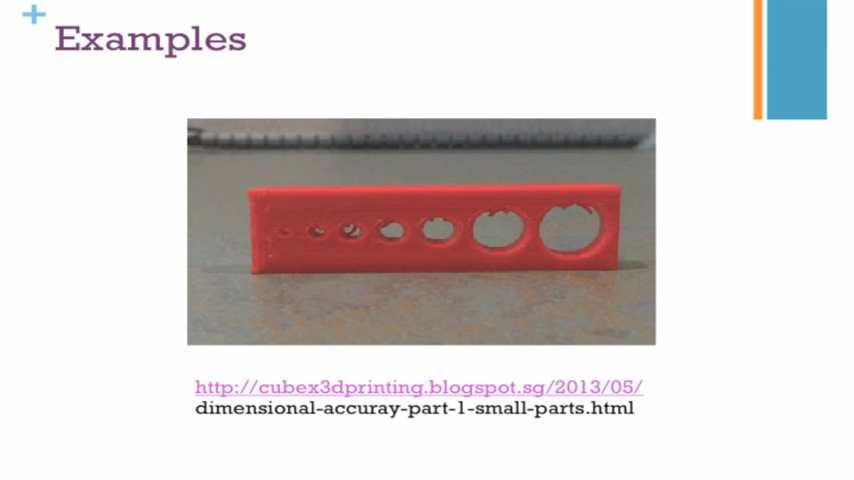 Examples
http://cubex3dprinting.blogspot.sg/2013/05/
dimensional-accuray-part-1-small-parts.html